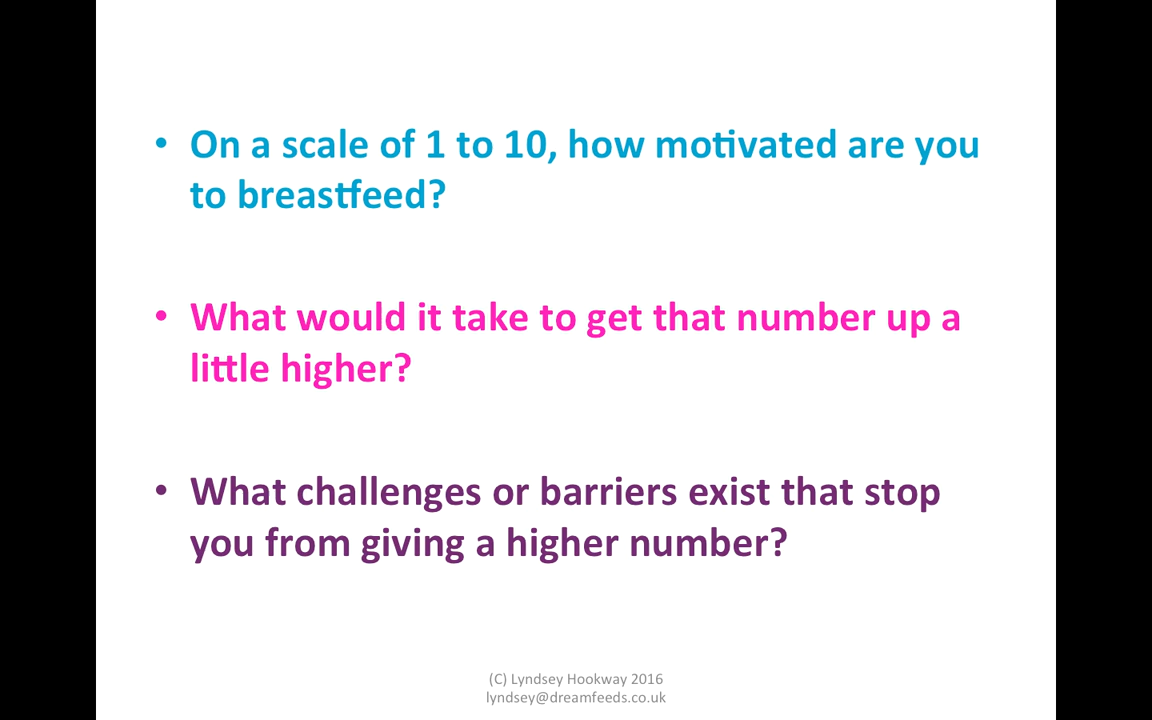 • On a scale of 1 to 10, how motivated are you
to breastfeed?
• What would it take to get that number up a
little higher?
• What challenges or barriers exist that stop
you from giving a higher number?
(C) Lyndsey Hookway 2016
lyndsey@dreamfeeds.co.uk